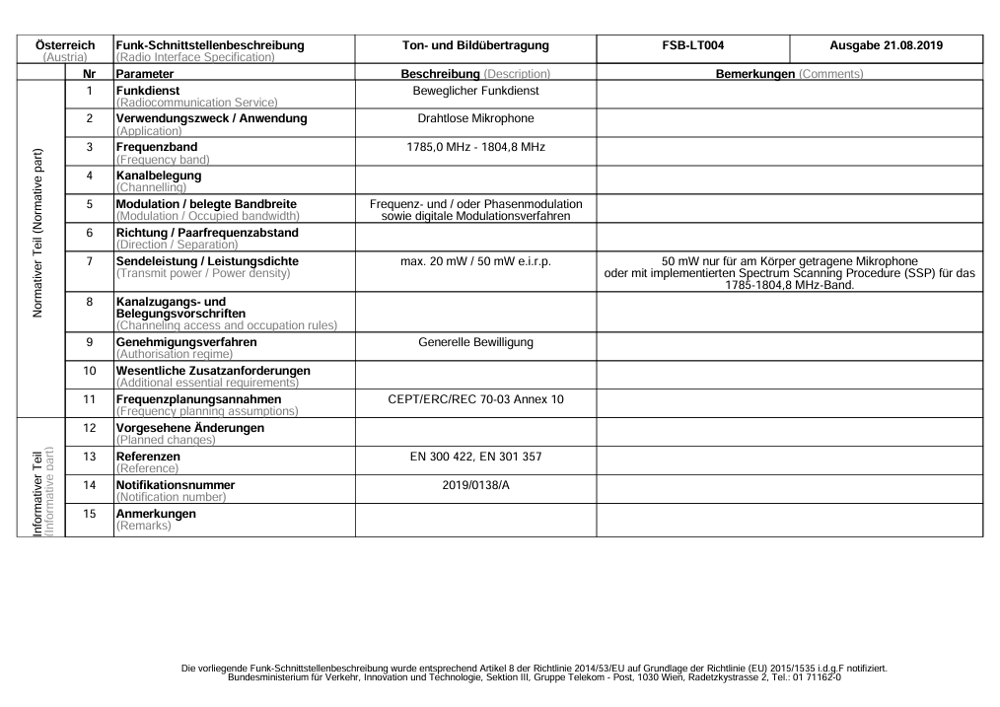 Österreich Funk-Schnittstellenbeschreibung Ton- und Bildübertragung FSB-LT004 Ausgabe 21.08.2019
(Austria) (Radio Interface Specification)
Nr Parameter Beschreibung (Description) Bemerkungen (Comments)
Normativer Teil (Normative part)
1 Funkdienst Beweglicher Funkdienst
(Radiocommunication Service)
2 Verwendungszweck / Anwendung Drahtlose Mikrophone
(Application)
3 Frequenzband 1785,0 MHz - 1804,8 MHz
(Frequency band)
4 Kanalbelegung
(Channelling)
5 Modulation / belegte Bandbreite Frequenz- und / oder Phasenmodulation
(Modulation / Occupied bandwidth) sowie digitale Modulationsverfahren
6 Richtung / Paarfrequenzabstand
(Direction / Separation)
7 Sendeleistung / Leistungsdichte max. 20 mW / 50 mW e.i.r.p. 50 mW nur für am Körper getragene Mikrophone
(Transmit power / Power density) oder mit implementierten Spectrum Scanning Procedure (SSP) für das
1785-1804,8 MHz-Band.
8 Kanalzugangs- und
Belegungsvorschriften
(Channeling access and occupation rules)
9 Genehmigungsverfahren Generelle Bewilligung
(Authorisation regime)
10 Wesentliche Zusatzanforderungen
(Additional essential requirements)
11 Frequenzplanungsannahmen CEPT/ERC/REC 70-03 Annex 10
(Frequency planning assumptions)
Informativer Teil
(Informative part)
12 Vorgesehene Änderungen
(Planned changes)
13 Referenzen EN 300 422, EN 301 357
(Reference)
14 Notifikationsnummer 2019/0138/A
(Notification number)
15 Anmerkungen
(Remarks)
Die vorliegende Funk-Schnittstellenbeschreibung wurde entsprechend Artikel 8 der Richtlinie 2014/53/EU auf Grundlage der Richtlinie (EU) 2015/1535 i.d.g.F notifiziert.
Bundesministerium für Verkehr, Innovation und Technologie, Sektion III, Gruppe Telekom - Post, 1030 Wien, Radetzkystrasse 2, Tel.: 01 71162-0